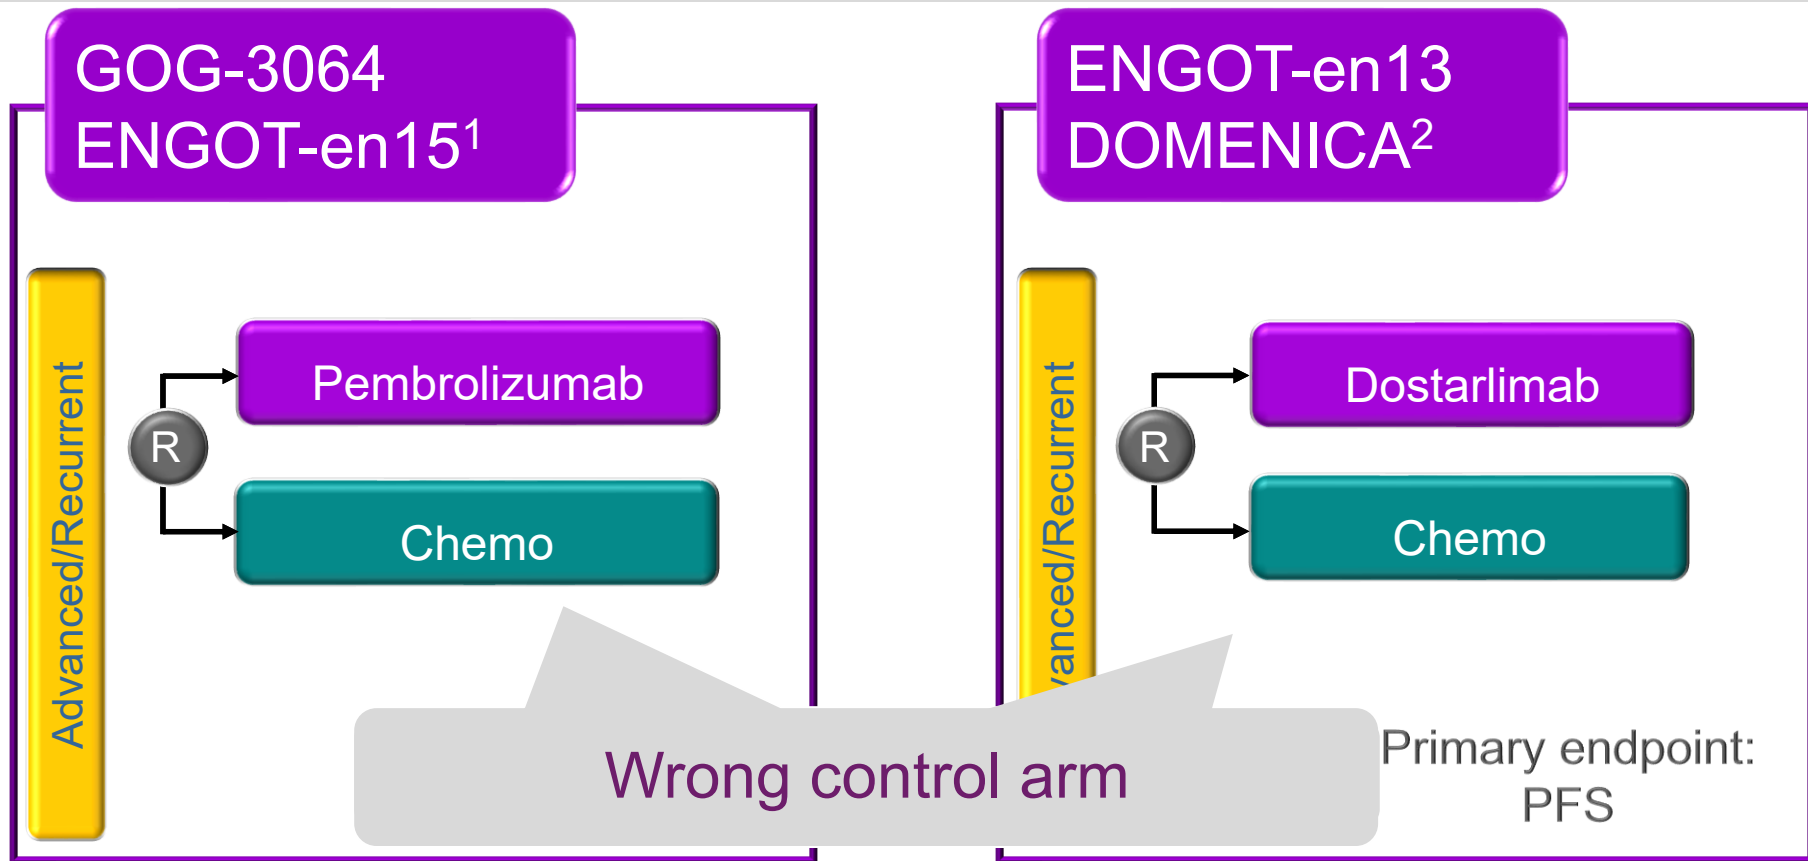 GOG-3064
ENGOT-en15¹
Advanced/Recurrent
R
Pembrolizumab
Chemo
ENGOT-en13
DOMENICA²
vanced/Recurrent
R
Dostarlimab
Chemo
Wrong control arm
Primary endpoint:
PFS